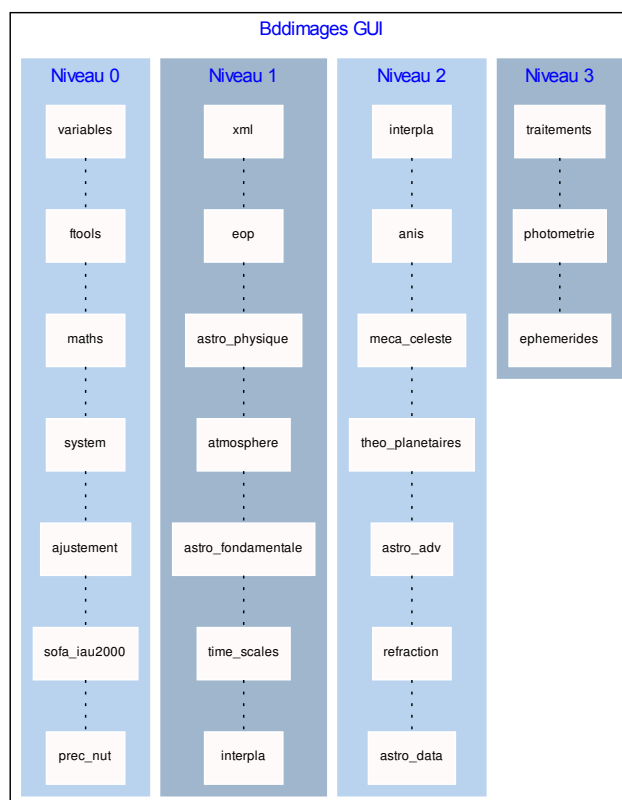 Bddimages GUI
Niveau 0
variables
ftools
maths
system
ajustement
sofa_iau2000
prec_nut
Niveau 1
xml
eop
astro_physique
atmosphere
astro_fondamentale
time_scales
interpla
Niveau 2
interpla
anis
meca_celeste
theo_planetaires
astro_adv
refraction
astro_data
Niveau 3
traitements
photometrie
ephemerides